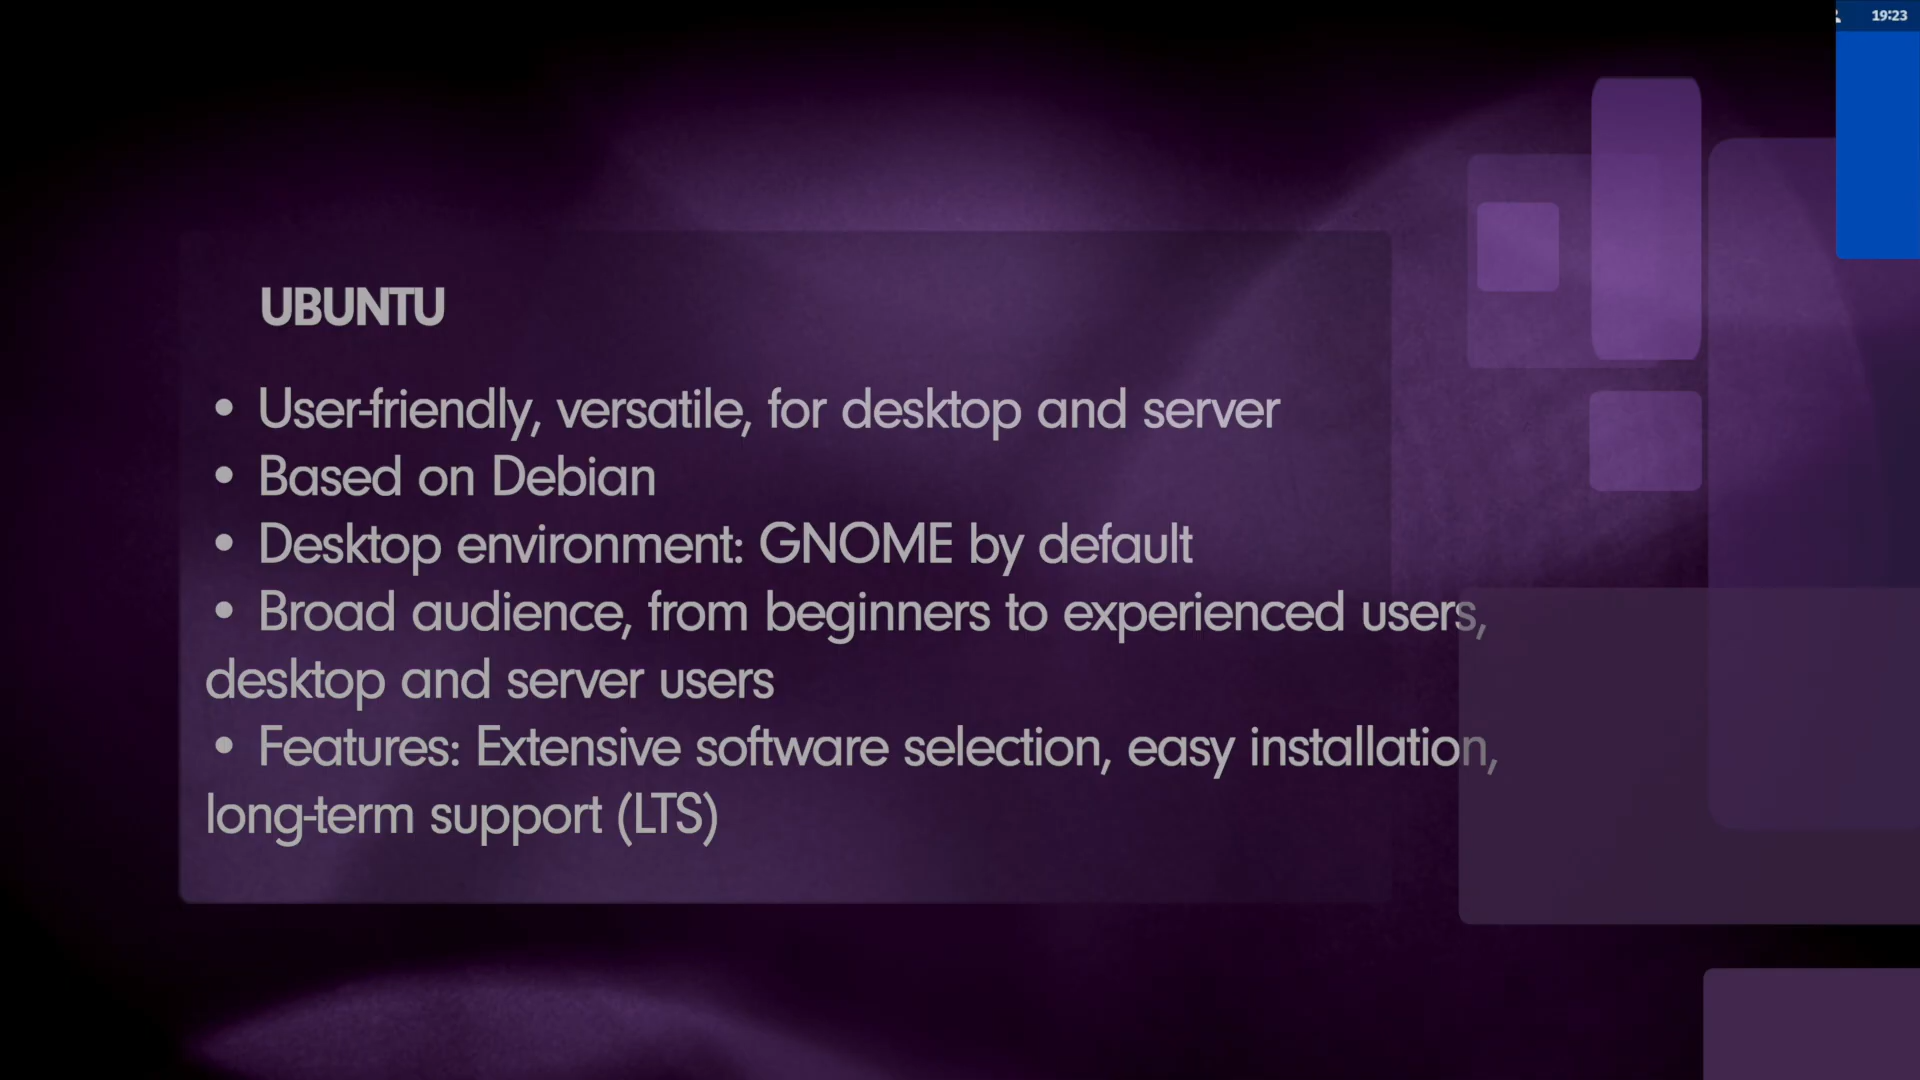 19:23
UBUNTU
• User-friendly, versatile, for desktop and server
• Based on Debian
• Desktop environment: GNOME by default
• Broad audience, from beginners to experienced users,
desktop and server users
• Features: Extensive software selection, easy installation,
long-term support (LTS)